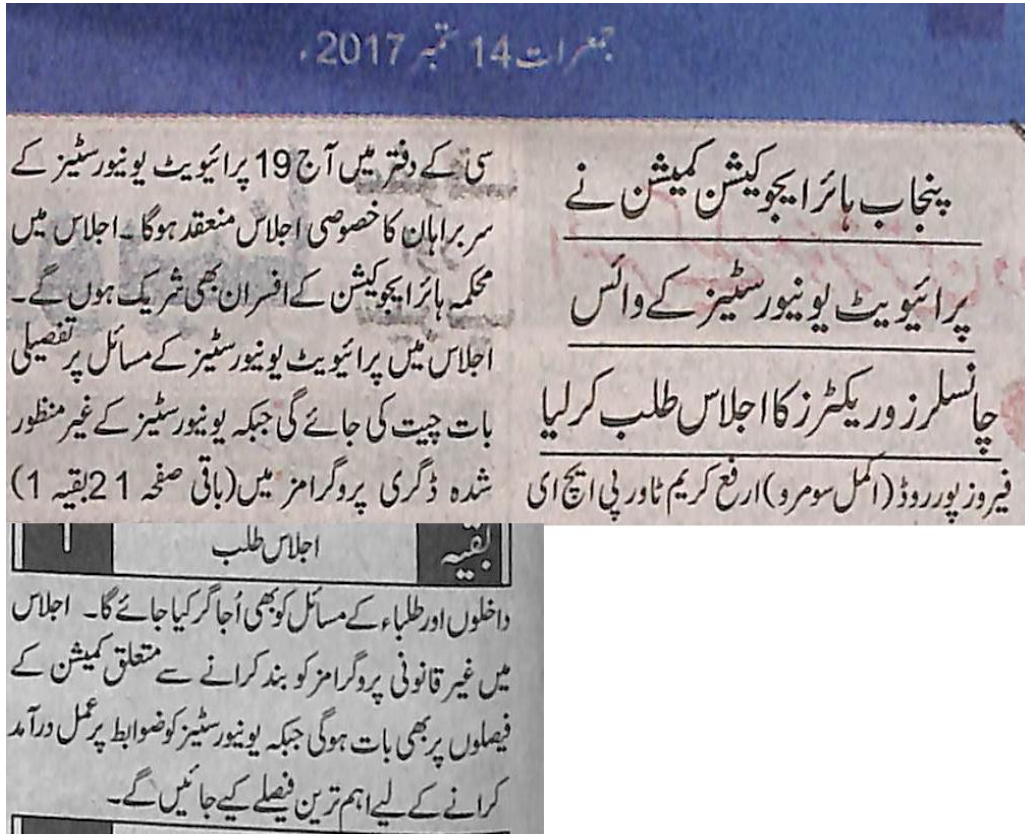 جمعرات 14 ستمبر 2017ء
پنجاب ہائر ایجوکیشن کمیشن نے
پرائیویٹ یونیورسٹیز کے وائس
چانسلرز وریکٹرز کا اجلاس طلب کر لیا
فیروز پور روڈ (اکمل سومرو) ارفع کریم ٹاور پی ایچ ای
سی کے دفتر میں آج 19 پرائیویٹ یونیورسٹیز کے
سربراہان کا خصوصی اجلاس منعقد ہوگا۔ اجلاس میں
محکمہ ہائر ایجوکیشن کے افسران بھی شریک ہوں گے۔
اجلاس میں پرائیویٹ یونیورسٹیز کے مسائل پر تفصیلی
بات چیت کی جائے گی جبکہ یونیورسٹیز کے غیر منظور
شدہ ڈگری پروگرامز میں (باقی صفحہ 21 بقیہ 1)
بقیہ اجلاس طلب 1
داخلوں اور طلباء کے مسائل کو بھی اُجاگر کیا جائے گا۔ اجلاس
میں غیر قانونی پروگرامز کو بند کرانے سے متعلق کمیشن کے
فیصلوں پر بھی بات ہوگی جبکہ یونیورسٹیز کو ضوابط پر عمل درآمد
کرانے کے لیے اہم ترین فیصلے کیے جائیں گے۔